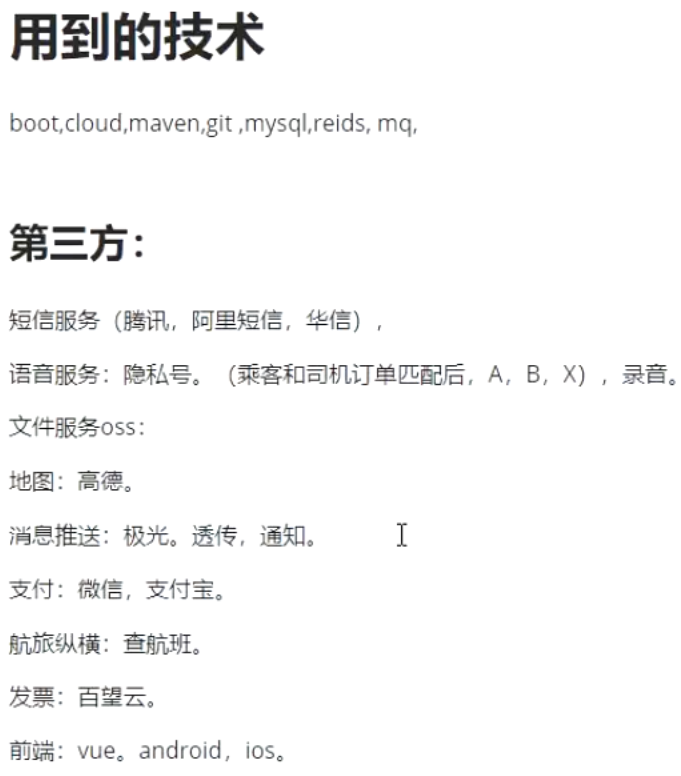 用到的技术
boot,cloud,maven,git ,mysql,reids, mq,
第三方：
短信服务（腾讯，阿里短信，华信），
语音服务：隐私号。（乘客和司机订单匹配后，A，B，X），录音。
文件服务oss：
地图：高德。
消息推送：极光。透传，通知。
支付：微信，支付宝。
航旅纵横：查航班。
发票：百望云。
前端：vue。android，ios。